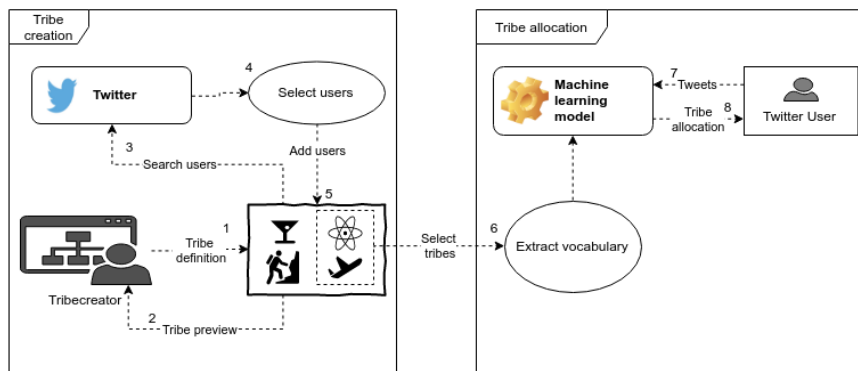 Tribe
creation
4
Twitter
Select users
3
Search users
Add users
5
1
Tribe
definition
Tribecreator
2
Tribe preview
Select
tribes
Tribe allocation
Machine
learning
model
7
Tweets
Tribe
allocation
8
Twitter User
6
Extract vocabulary